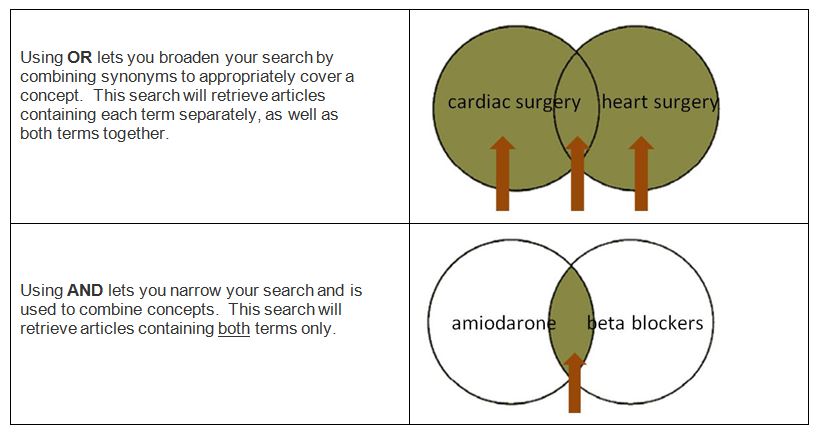 Using OR lets you broaden your search by
combining synonyms to appropriately cover a
concept.  This search will retrieve articles
containing each term separately, as well as
both terms together.
cardiac surgery
heart surgery
Using AND lets you narrow your search and is
used to combine concepts.  This search will
retrieve articles containing both terms only.
amiodarone
beta blockers